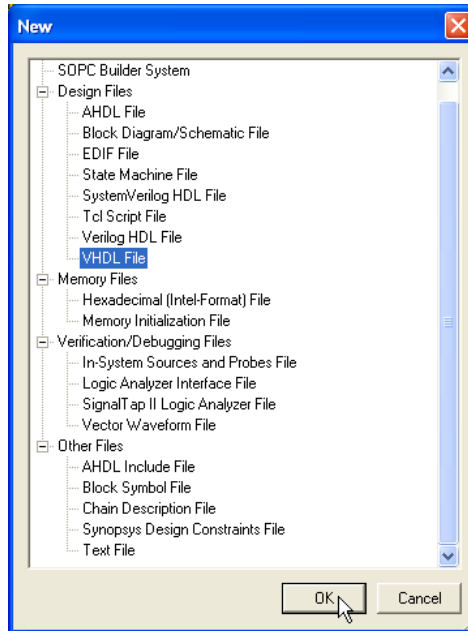 New
SOPC Builder System
Design Files
AHDL File
Block Diagram/Schematic File
EDIF File
State Machine File
SystemVerilog HDL File
Tcl Script File
Verilog HDL File
VHDL File
Memory Files
Hexadecimal (Intel-Format) File
Memory Initialization File
Verification/Debugging Files
In-System Sources and Probes File
Logic Analyzer Interface File
SignalTap II Logic Analyzer File
Vector Waveform File
Other Files
AHDL Include File
Block Symbol File
Chain Description File
Synopsys Design Constraints File
Text File
OK Cancel